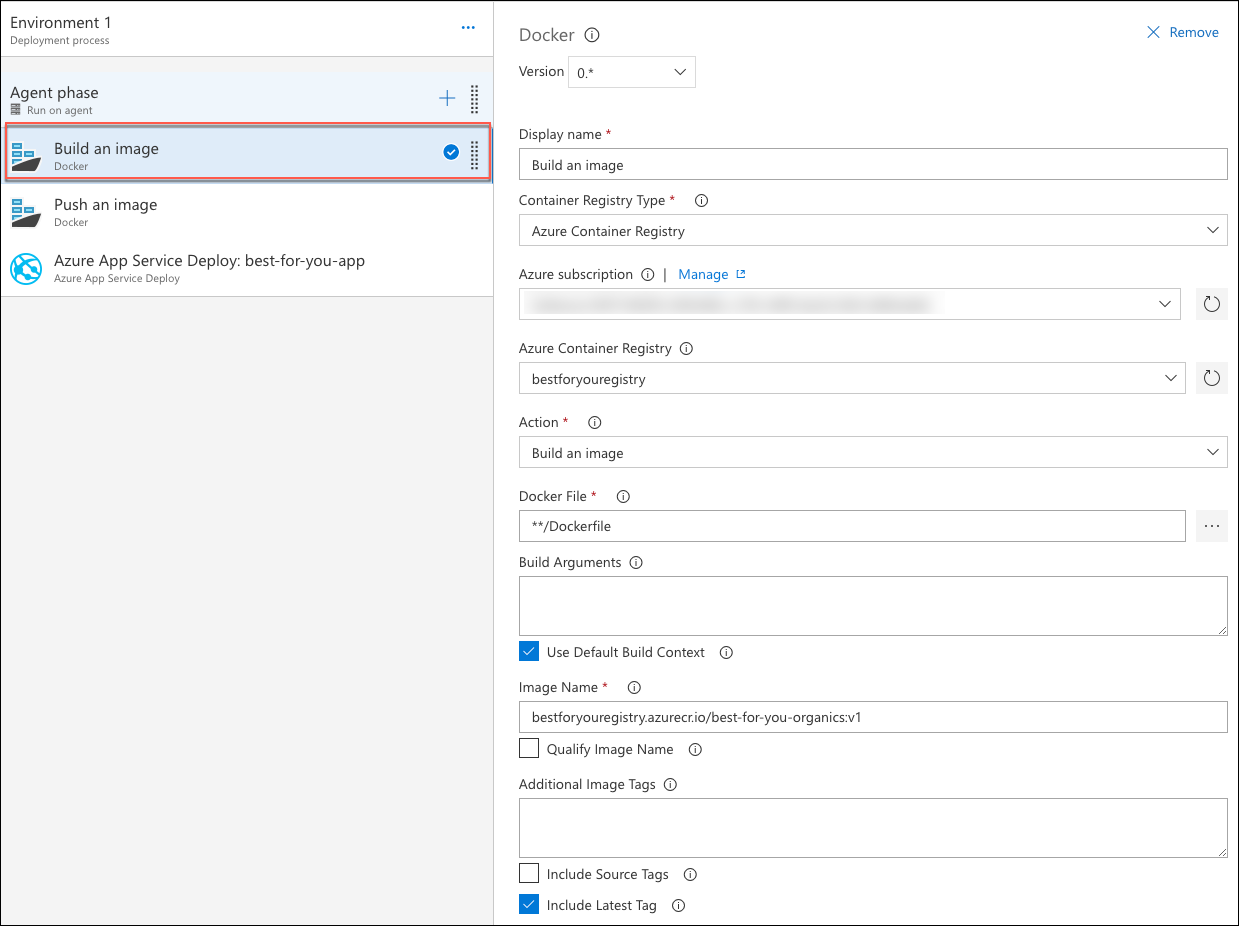 Environment 1
Deployment process
Agent phase
Run on agent
Build an image
Docker
Push an image
Docker
Azure App Service Deploy: best-for-you-app
Azure App Service Deploy
Docker
Remove
Version 0.*
Display name *
Build an image
Container Registry Type *
Azure Container Registry
Azure subscription | Manage
Azure Container Registry
bestforyouregistry
Action *
Build an image
Docker File *
**/Dockerfile
Build Arguments
Use Default Build Context
Image Name *
bestforyouregistry.azurecr.io/best-for-you-organics:v1
Qualify Image Name
Additional Image Tags
Include Source Tags
Include Latest Tag